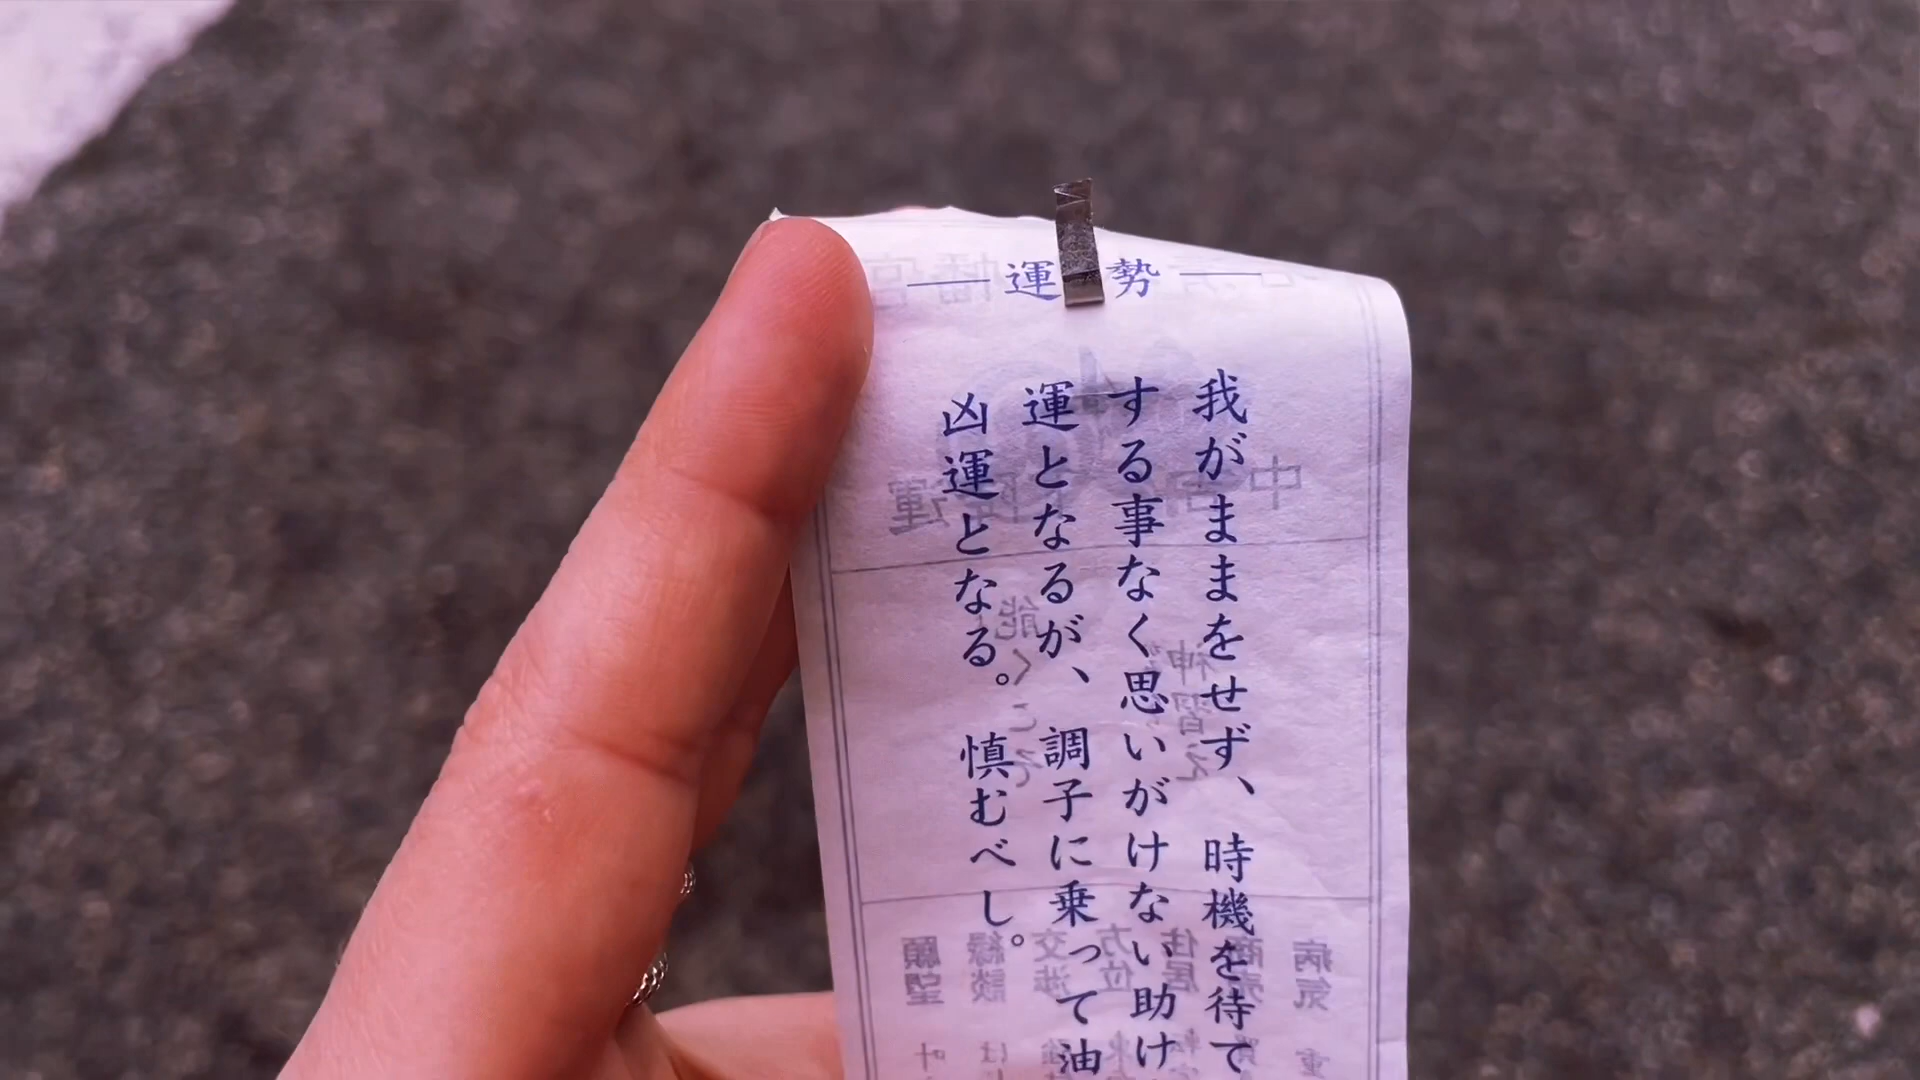 運勢
我がままをせず、時機を待て
する事なく思いがけない助け
運となるが、調子に乗って油
凶運となる。慎むべし。